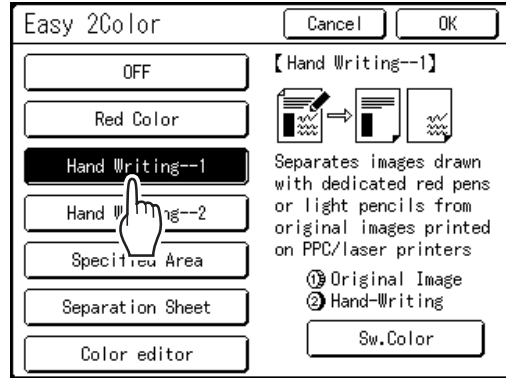 Easy 2Color
Cancel
OK
OFF
Red Color
Hand Writing--1
Hand
Specified Area
Separation Sheet
Color editor
【Hand Writing--1】
Separates images drawn
with dedicated red pens
or light pencils from
original images printed
on PPC/laser printers
① Original Image
② Hand-Writing
Sw.Color